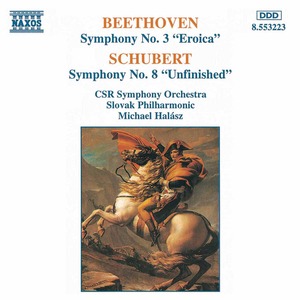 NAXOS
BEETHOVEN
DDD
8.553223
Symphony No. 3 “Eroica”
SCHUBERT
Symphony No. 8 “Unfinished”
CSR Symphony Orchestra
Slovak Philharmonic
Michael Halász